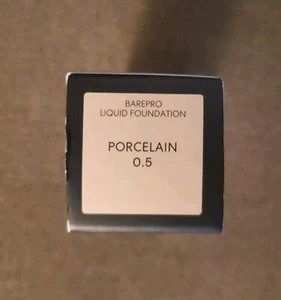 BAREPRO
LIQUID FOUNDATION
PORCELAIN
0.5